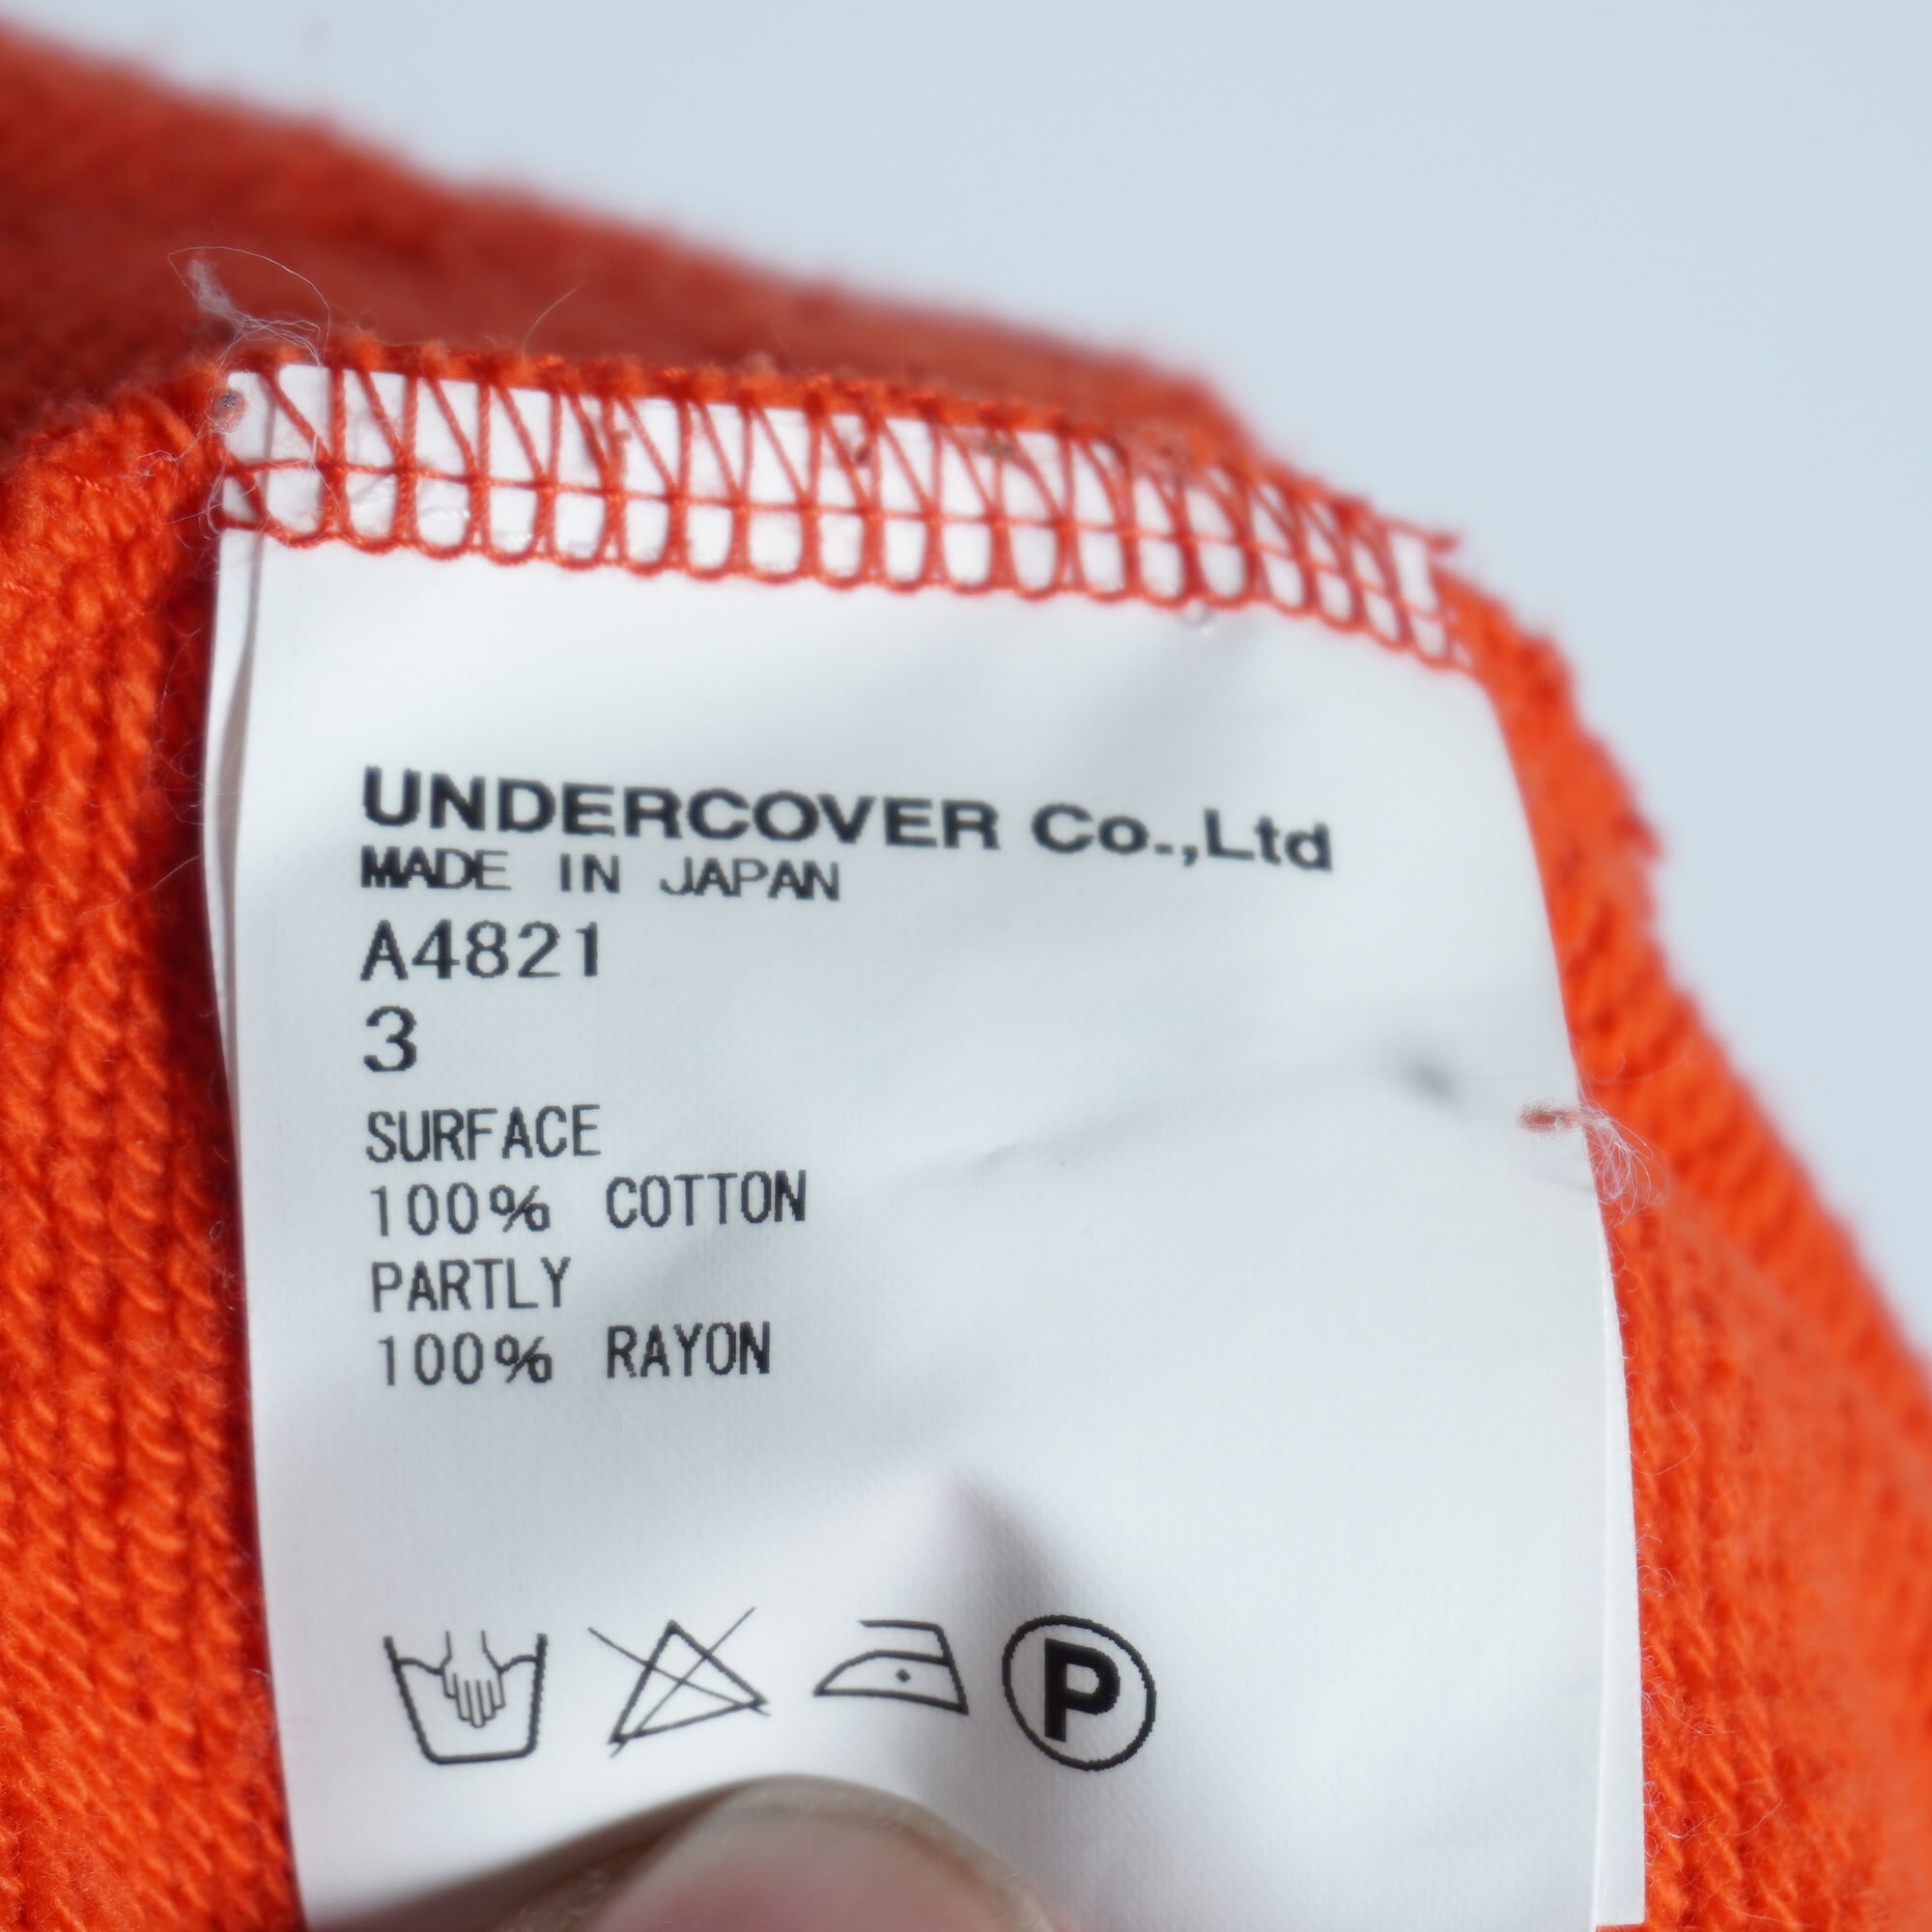 UNDERCOVER Co.,Ltd
MADE IN JAPAN
A4821
3
SURFACE
100% COTTON
PARTLY
100% RAYON
P